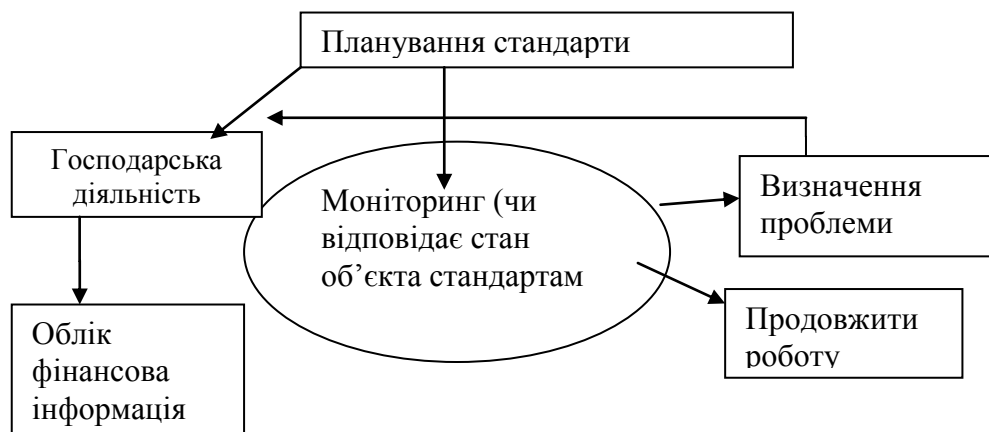 Планування стандарти
Господарська
діяльність
Моніторинг (чи
відповідає стан
об’єкта стандартам
Визначення
проблеми
Облік
фінансова
інформація
Продовжити
роботу